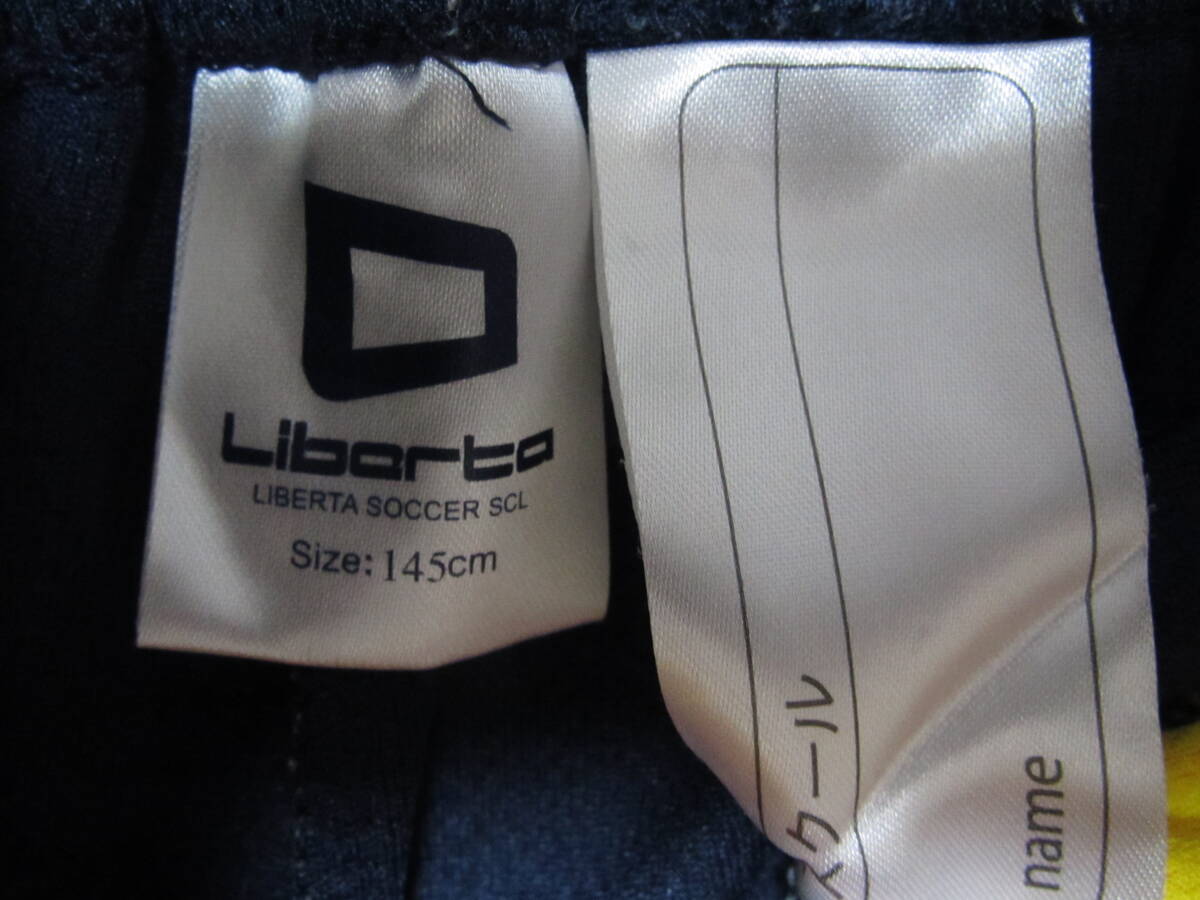 Liberta
LIBERTA SOCCER SCL
Size: 145cm
スクール
name